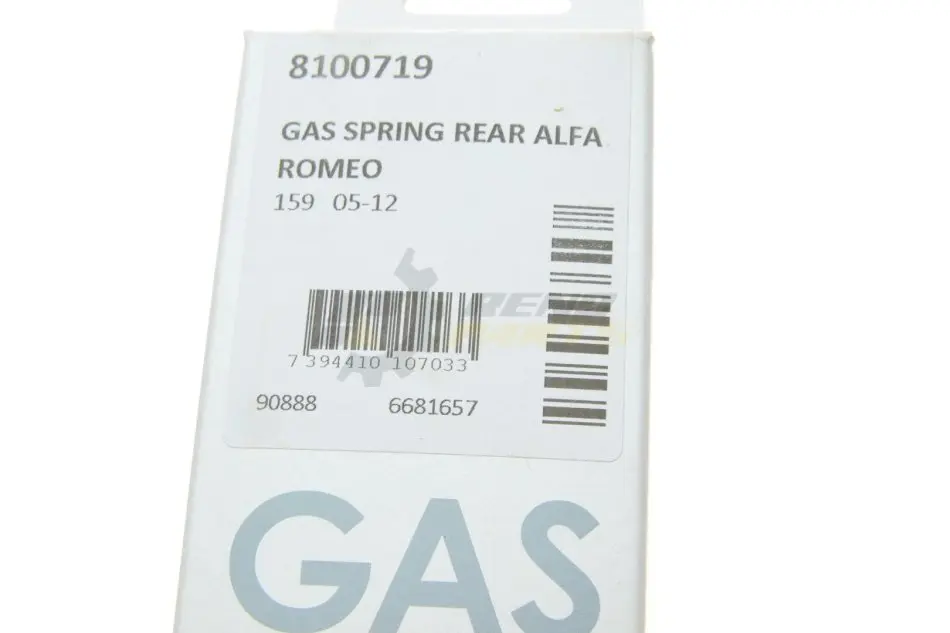 8100719
GAS SPRING REAR ALFA
ROMEO
159 05-12
7 394410 107033
90888 6681657
GAS